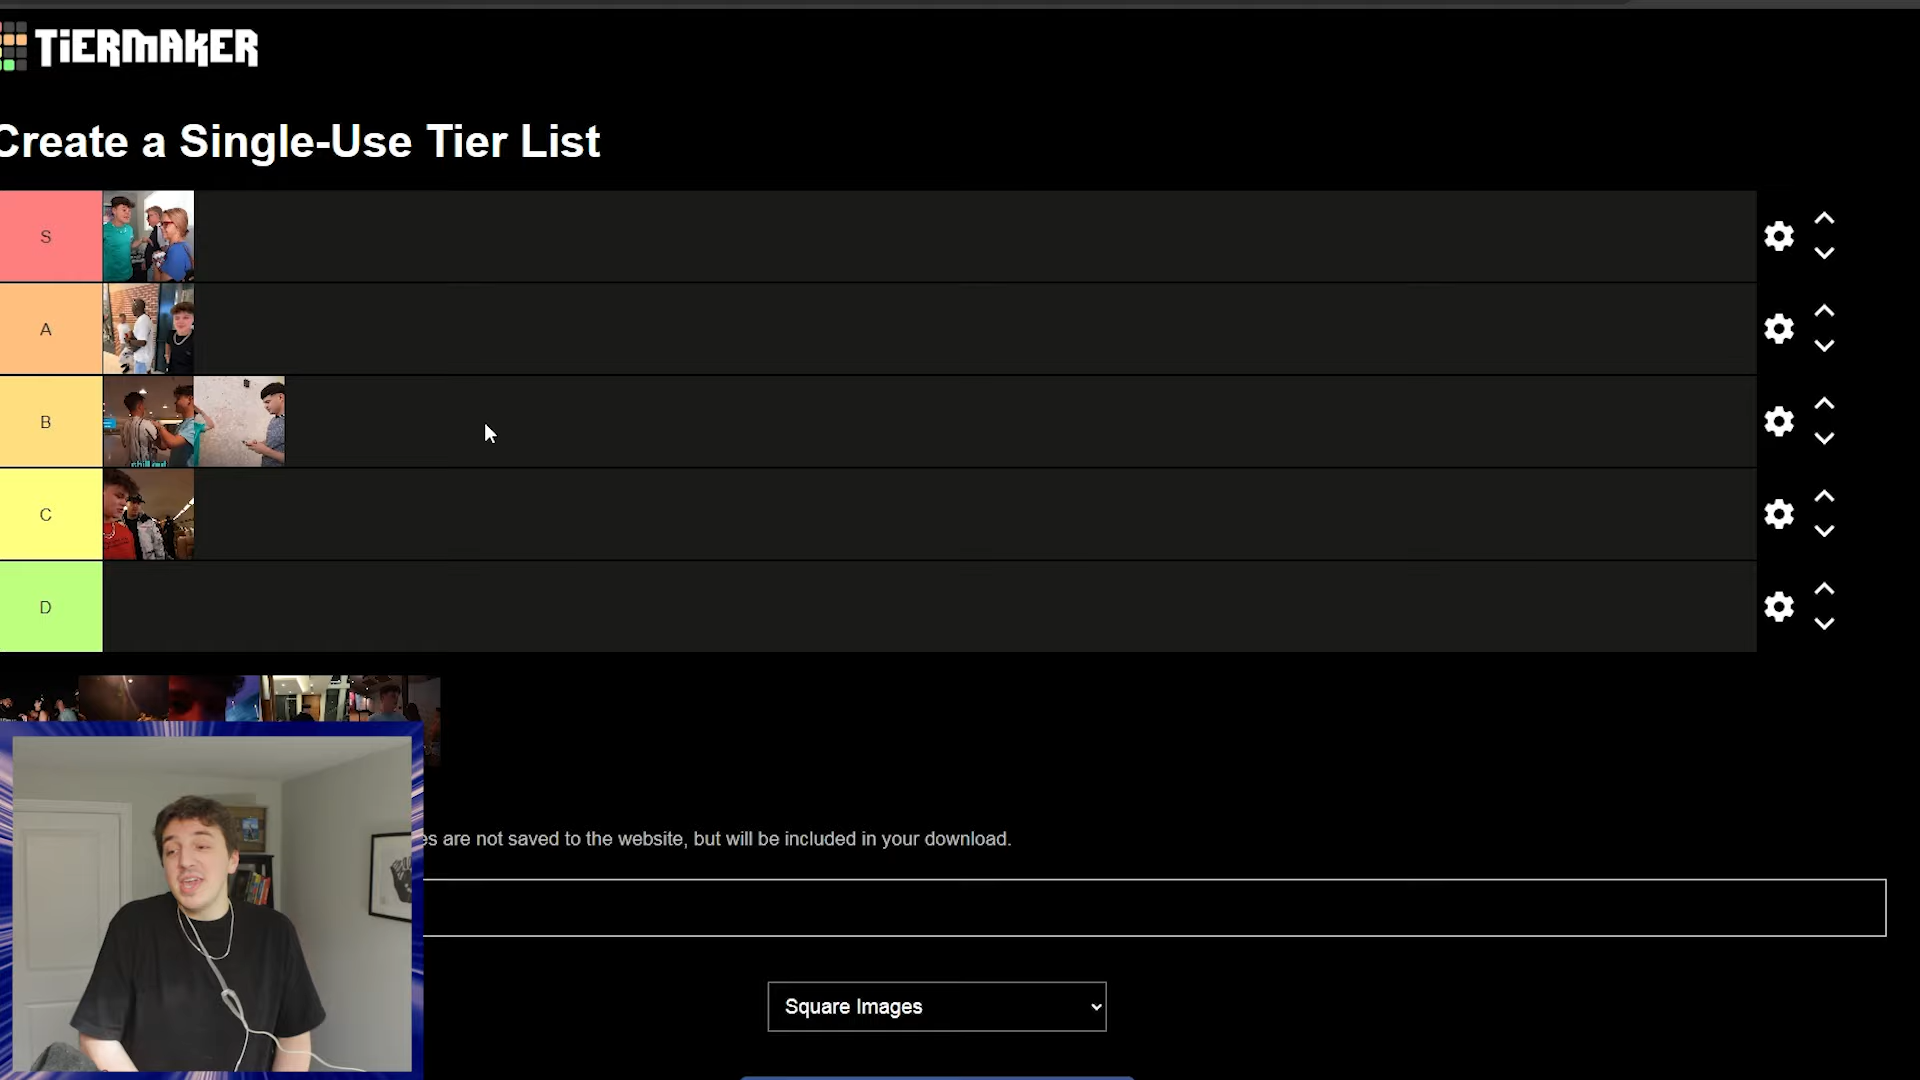 TiERMAKER
Create a Single-Use Tier List
S
A
B
C
D
es are not saved to the website, but will be included in your download.
Square Images